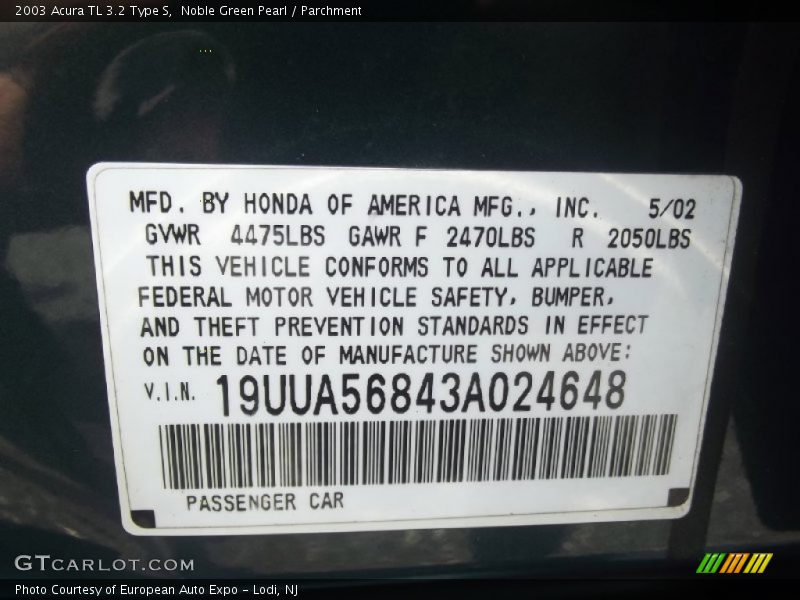 2003 Acura TL 3.2 Type S,  Noble Green Pearl / Parchment
MFD. BY HONDA OF AMERICA MFG., INC. 5/02
GVWR 4475LBS GAWR F 2470LBS R 2050LBS
THIS VEHICLE CONFORMS TO ALL APPLICABLE
FEDERAL MOTOR VEHICLE SAFETY, BUMPER,
AND THEFT PREVENTION STANDARDS IN EFFECT
ON THE DATE OF MANUFACTURE SHOWN ABOVE:
V.I.N. 19UUA56843A024648
PASSENGER CAR
GTCARLOT.COM
Photo Courtesy of European Auto Expo - Lodi, NJ